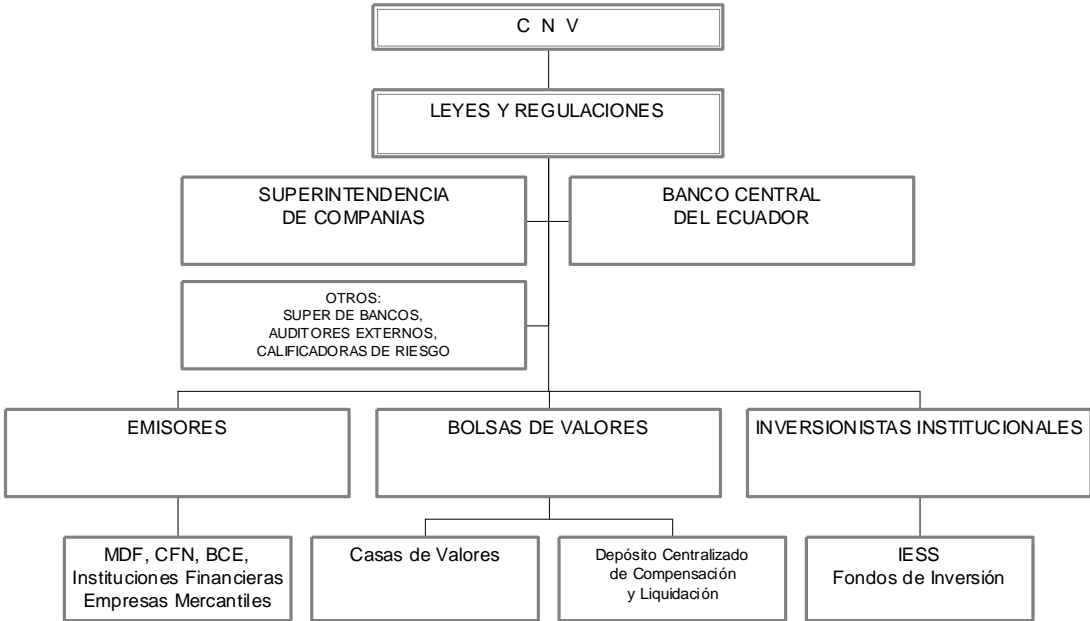 C N V
LEYES Y REGULACIONES
SUPERINTENDENCIA
DE COMPANIAS
BANCO CENTRAL
DEL ECUADOR
OTROS:
SUPER DE BANCOS,
AUDITORES EXTERNOS,
CALIFICADORAS DE RIESGO
EMISORES
BOLSAS DE VALORES
INVERSIONISTAS INSTITUCIONALES
MDF, CFN, BCE,
Instituciones Financieras
Empresas Mercantiles
Casas de Valores
Depósito Centralizado
de Compensación
y Liquidación
IESS
Fondos de Inversión